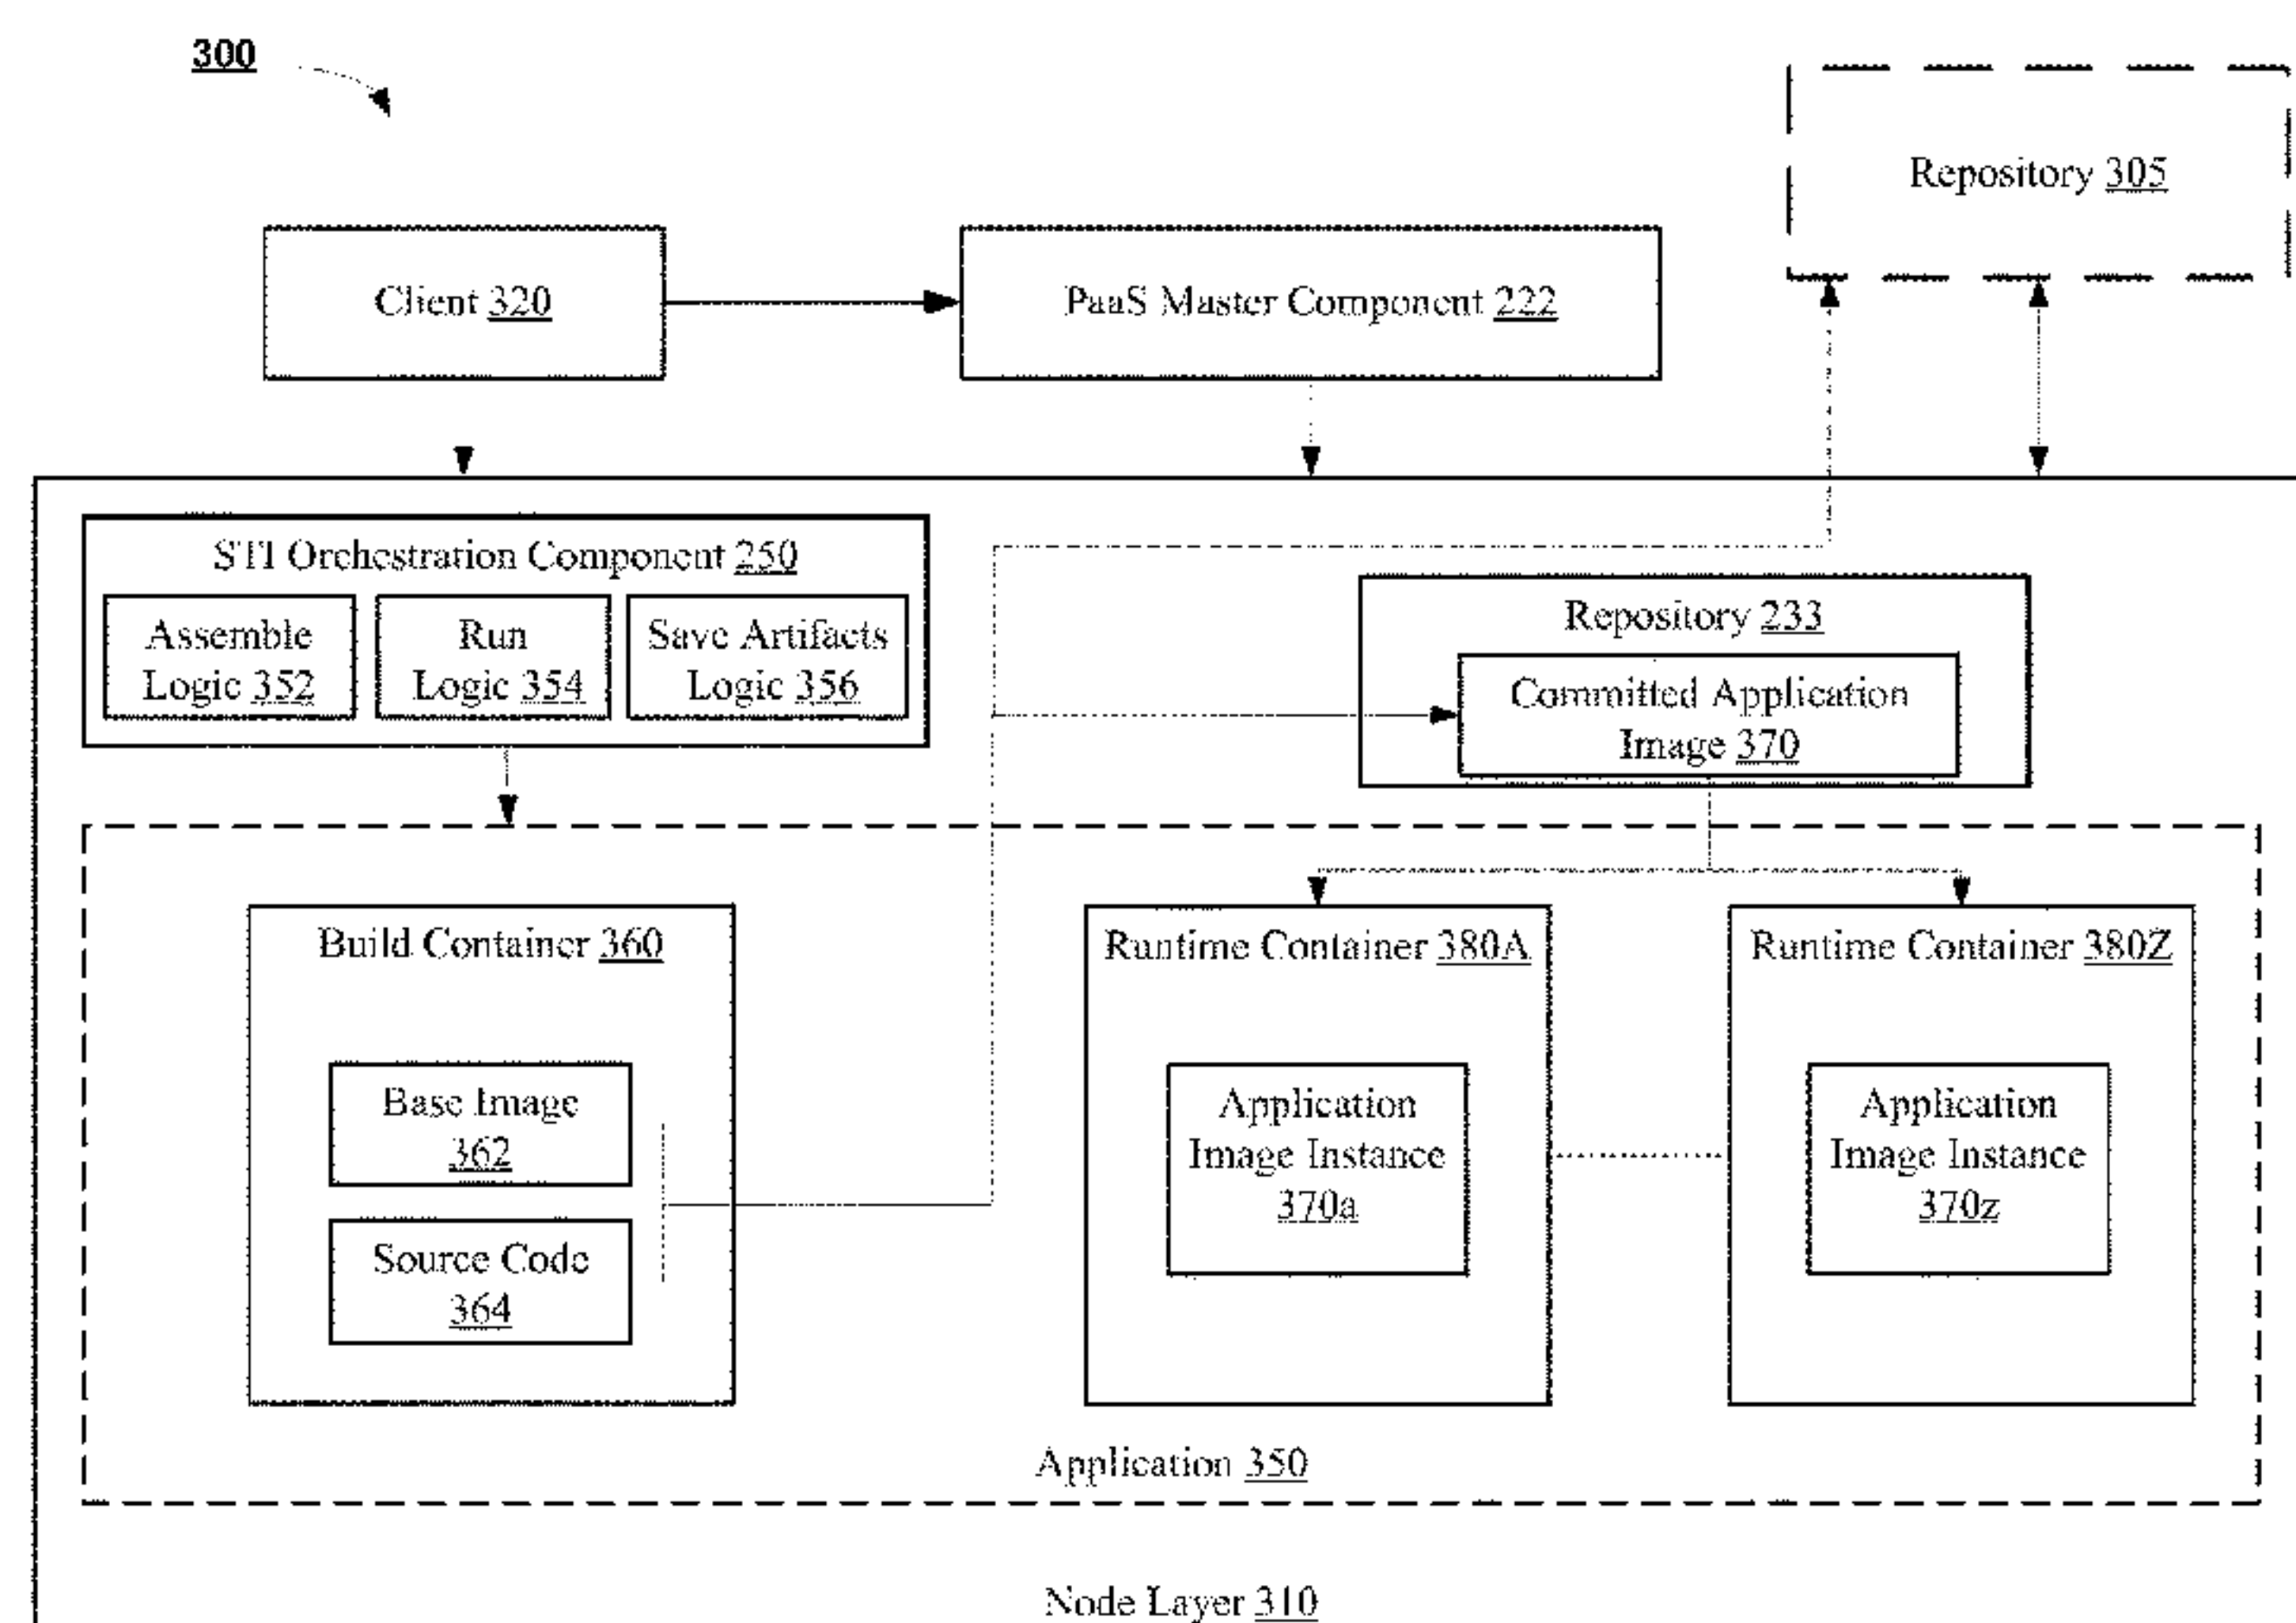 300
Repository 305
Client 320
PaaS Master Component 222
STI Orchestration Component 250
Assemble
Logic 352
Run
Logic 354
Save Artifacts
Logic 356
Repository 233
Committed Application
Image 370
Build Container 360
Base Image
362
Source Code
364
Runtime Container 380A
Application
Image Instance
370a
Runtime Container 380Z
Application
Image Instance
370z
Application 350
Node Layer 310